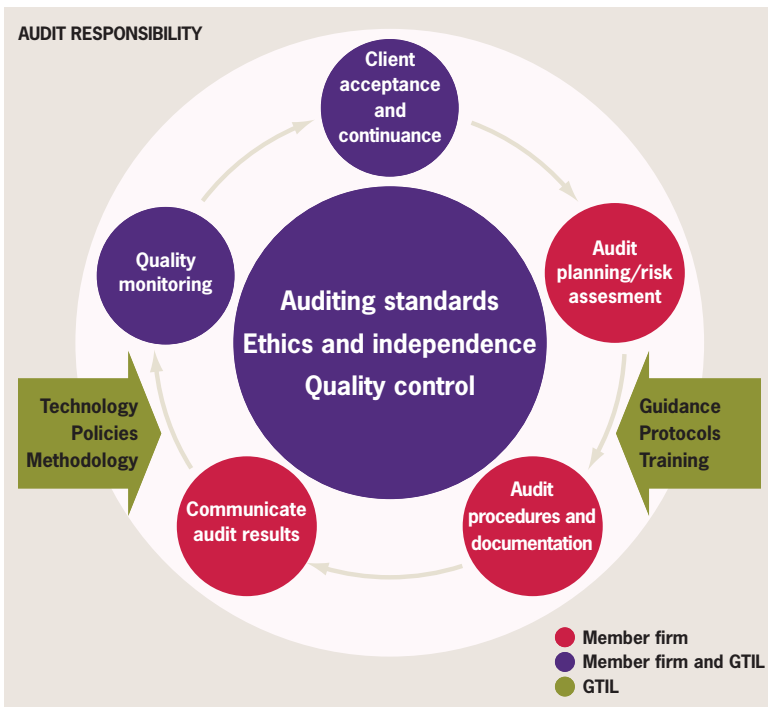 AUDIT RESPONSIBILITY
Client
acceptance
and
continuance
Audit
planning/risk
assesment
Quality
monitoring
Auditing standards
Ethics and independence
Quality control
Technology
Policies
Methodology
Guidance
Protocols
Training
Communicate
audit results
Audit
procedures and
documentation
Member firm
Member firm and GTIL
GTIL